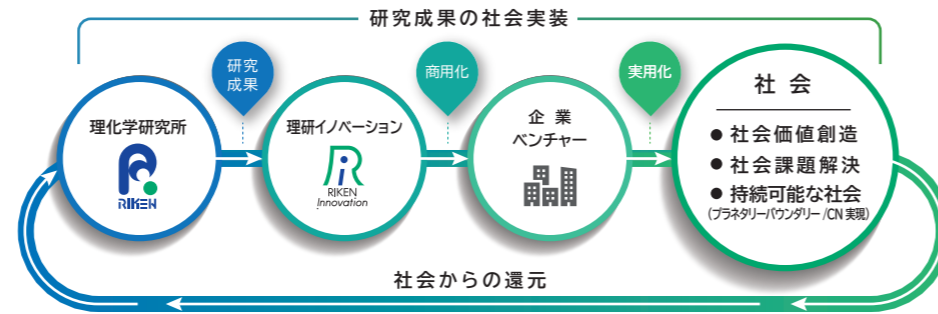 研究成果の社会実装
研究
成果
商用化
実用化
理化学研究所
RIKEN
理研イノベーション
RIKEN
Innovation
企業
ベンチャー
社会
● 社会価値創造
● 社会課題解決
● 持続可能な社会
(プラネタリーバウンダリー/CN実現)
社会からの還元